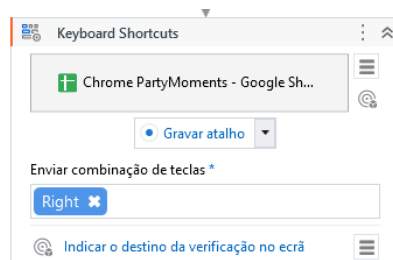 Keyboard Shortcuts
Chrome PartyMoments - Google Sh...
Gravar atalho
Enviar combinação de teclas *
Right
Indicar o destino da verificação no ecrã